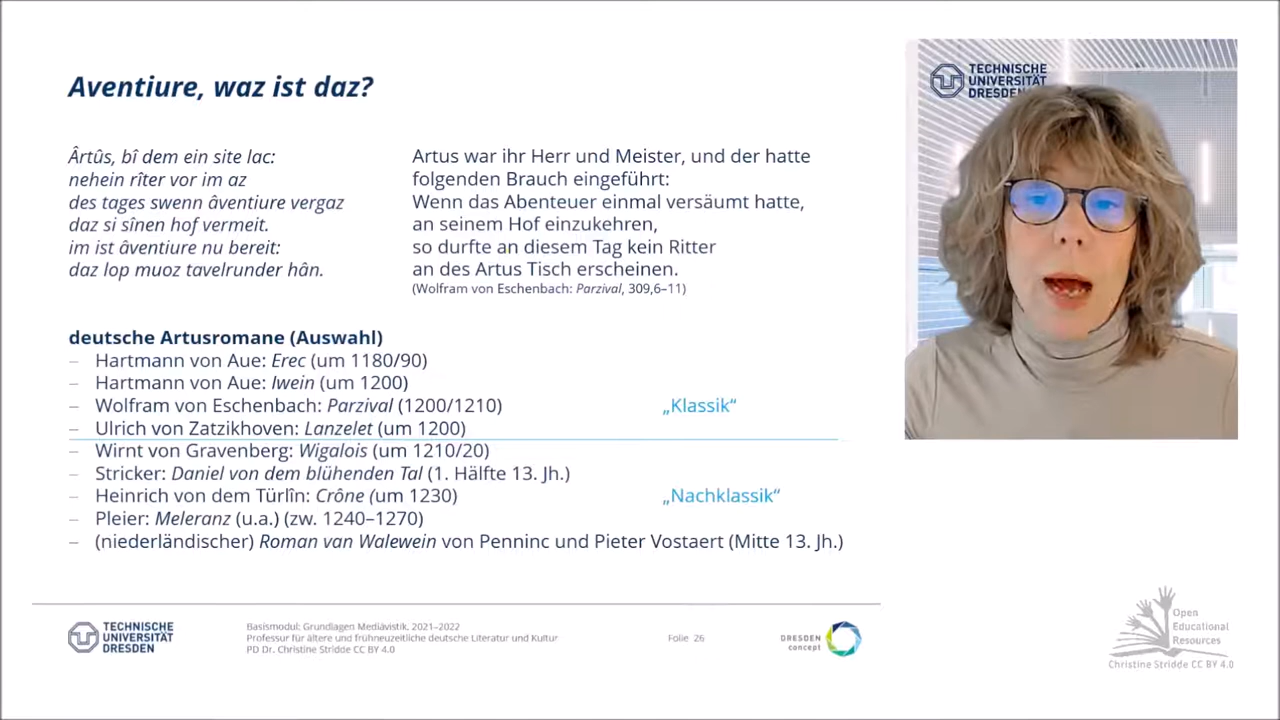 Aventiure, waz ist daz?
Ârtûs, bî dem ein site lac:
nehein rîter vor im az
des tages swenn âventiure vergaz
daz si sînen hof vermeit.
im ist âventiure nu bereit:
daz lop muoz tavelrunder hân.
Artus war ihr Herr und Meister, und der hatte
folgenden Brauch eingeführt:
Wenn das Abenteuer einmal versäumt hatte,
an seinem Hof einzukehren,
so durfte an diesem Tag kein Ritter
an des Artus Tisch erscheinen.
(Wolfram von Eschenbach: Parzival, 309,6–11)
deutsche Artusromane (Auswahl)
– Hartmann von Aue: Erec (um 1180/90)
– Hartmann von Aue: Iwein (um 1200)
– Wolfram von Eschenbach: Parzival (1200/1210)
„Klassik“
– Ulrich von Zatzikhoven: Lanzelet (um 1200)
– Wirnt von Gravenberg: Wigalois (um 1210/20)
– Stricker: Daniel von dem blühenden Tal (1. Hälfte 13. Jh.)
– Heinrich von dem Türlîn: Crône (um 1230)
„Nachklassik“
– Pleier: Meleranz (u.a.) (zw. 1240–1270)
– (niederländischer) Roman van Walewein von Penninc und Pieter Vostaert (Mitte 13. Jh.)
TECHNISCHE
UNIVERSITÄT
DRESDEN
TECHNISCHE
UNIVERSITÄT
DRESDEN
Basismodul: Grundlagen Mediävistik, 2021–2022
Professur für ältere und frühneuzeitliche deutsche Literatur und Kultur
PD Dr. Christine Stridde CC BY 4.0
Folie 26
DRESDEN
concept
Open
Educational
Resources
Christine Stridde CC BY 4.0